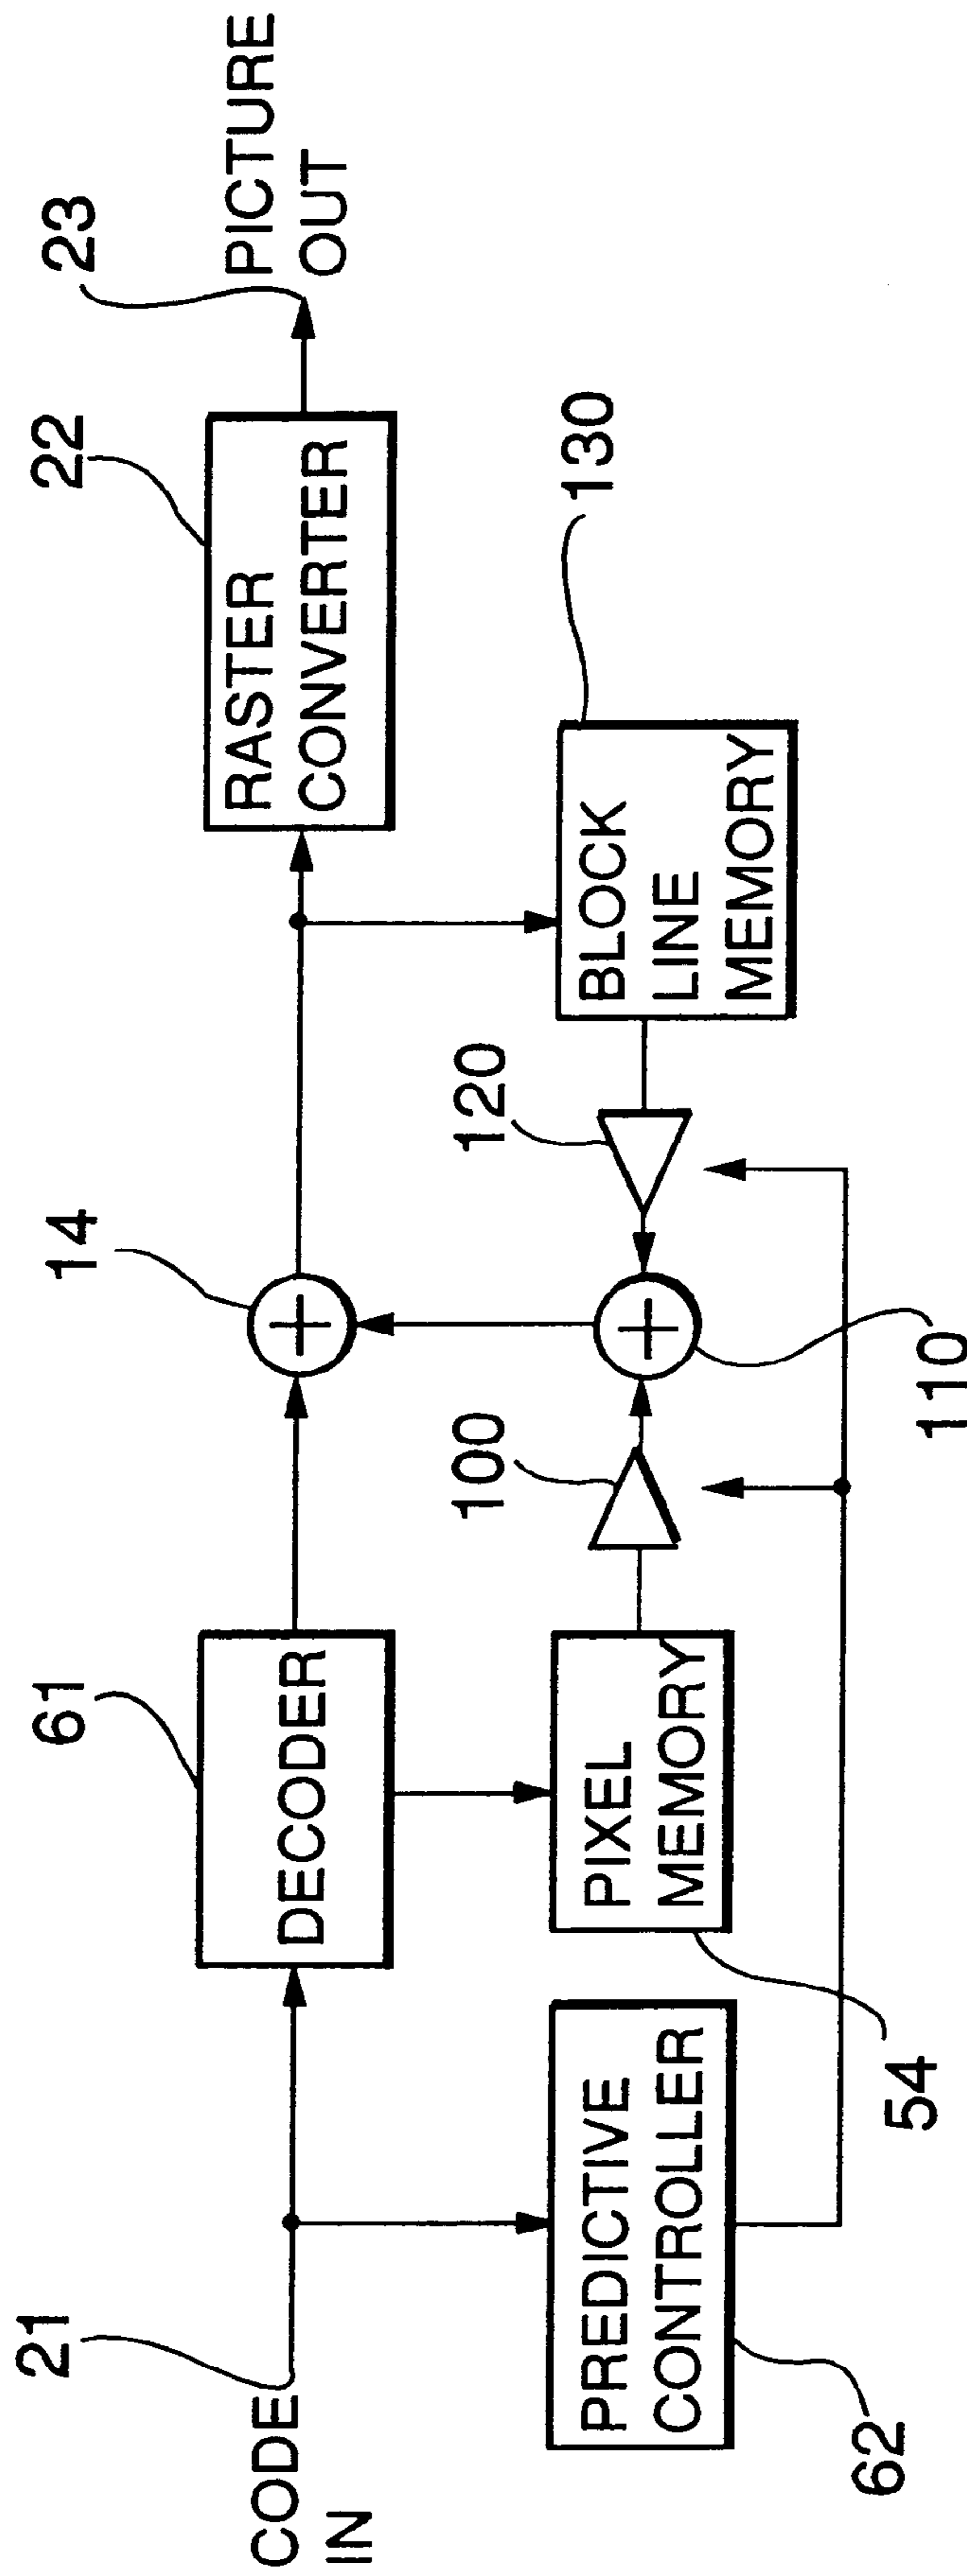 21
CODE
IN
61
DECODER
14
22
RASTER
CONVERTER
23
PICTURE
OUT
62
PREDICTIVE
CONTROLLER
54
PIXEL
MEMORY
100
110
120
130
BLOCK
LINE
MEMORY